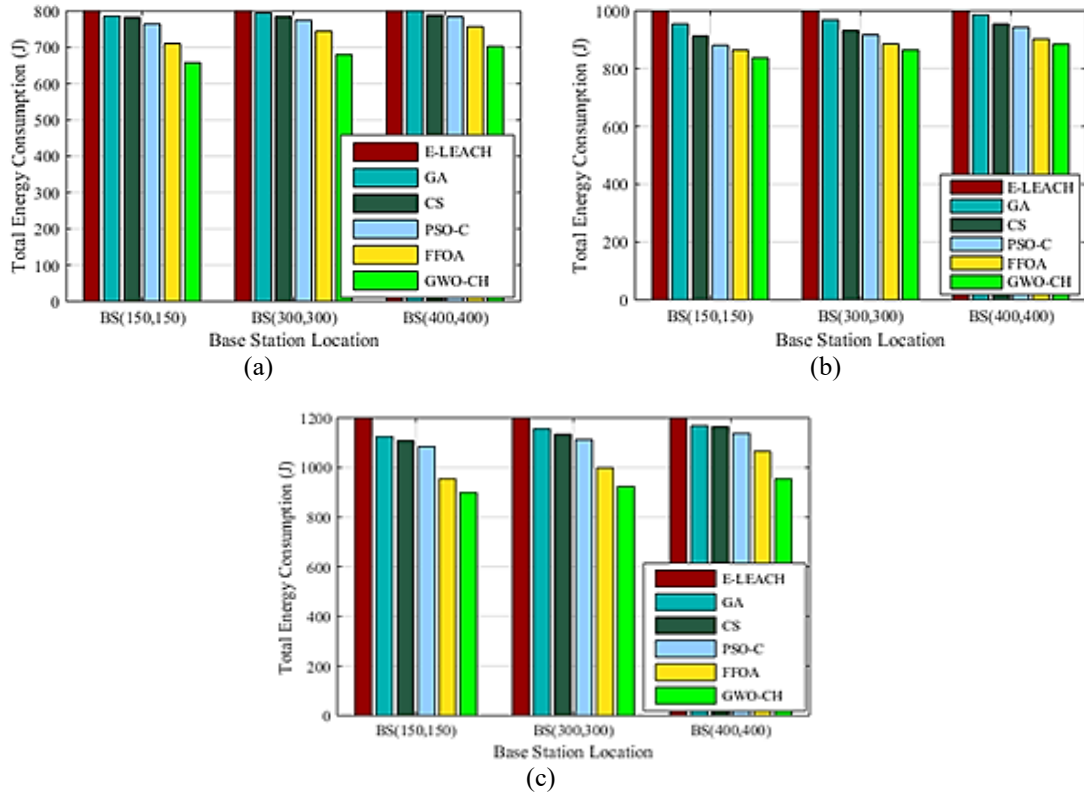 800
700
600
500
400
300
200
100
0
Total Energy Consumption (J)
E-LEACH
GA
CS
PSO-C
FFOA
GWO-CH
BS(150,150) BS(300,300) BS(400,400)
Base Station Location
(a)
1000
800
600
400
200
0
Total Energy Consumption (J)
E-LEACH
GA
CS
PSO-C
FFOA
GWO-CH
BS(150,150) BS(300,300) BS(400,400)
Base Station Location
(b)
1200
1000
800
600
400
200
0
Total Energy Consumption (J)
E-LEACH
GA
CS
PSO-C
FFOA
GWO-CH
BS(150,150) BS(300,300) BS(400,400)
Base Station Location
(c)